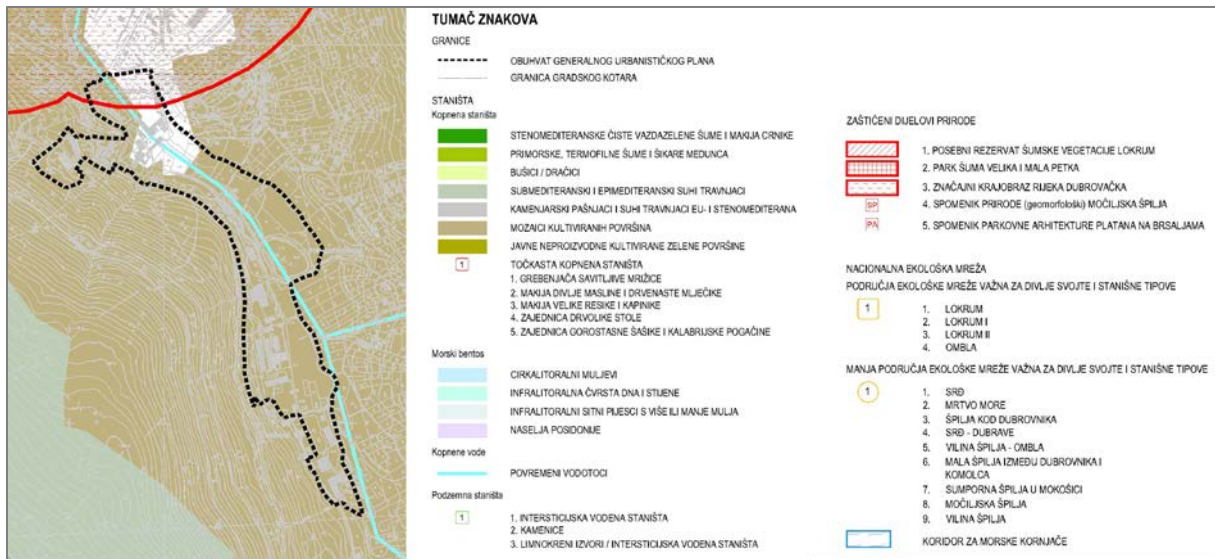 TUMAČ ZNAKOVA
GRANICE
OBUHVAT GENERALNOG URBANISTIČKOG PLANA
GRANICA GRADSKOG KOTARA
STANIŠTA
Kopnena staništa
STENOMEDITERANSKE ČISTE VAZDAZELENE ŠUME I MAKIJA CRNIKE
PRIMORSKE, TERMOFILNE ŠUME I ŠIKARE MEDUNCA
BUŠICI / DRAČICI
SUBMEDITERANSKI I EPIMEDITERANSKI SUHI TRAVNJACI
KAMENJARSKI PAŠNJACI I SUHI TRAVNJACI EU- I STENOMEDITERANA
MOZAICI KULTIVIRANIH POVRŠINA
JAVNE NEPROIZVODNE KULTIVIRANE ZELENE POVRŠINE
1 TOČKASTA KOPNENA STANIŠTA
1. GREBENJAČA SAVITLJIVE MRIŽICE
2. MAKIJA DIVLJE MASLINE I DRVENASTE MLJEČIKE
3. MAKIJA VELIKE RESIKE I KAPINIKE
4. ZAJEDNICA DRVOLIKE STOLE
5. ZAJEDNICA GOROSTASNE ŠAŠIKE I KALABRIJSKE POGAČINE
Morski bentos
CIRKALITORALNI MULJEVI
INFRALITORALNI ČVRSTA DNA I STIJENE
INFRALITORALNI SITNI PIJESCI S VIŠE ILI MANJE MULJA
NASELJA POSIDONIJE
Kopnene vode
POVREMENI VODOTOCI
Podzemna staništa
1 1. INTERSTICIJSKA VODENA STANIŠTA
2. KAMENICE
3. LIMNOKRENI IZVORI / INTERSTICIJSKA VODENA STANIŠTA
ZAŠTIĆENI DIJELOVI PRIRODE
1. POSEBNI REZERVAT ŠUMSKE VEGETACIJE LOKRUM
2. PARK ŠUMA VELIKA I MALA PETKA
3. ZNAČAJNI KRAJOBRAZ RIJEKA DUBROVAČKA
SP 4. SPOMENIK PRIRODE (geomorfološki) MOČILJSKA ŠPILJA
PA 5. SPOMENIK PARKOVNE ARHITEKTURE PLATANA NA BRSALJAMA
NACIONALNA EKOLOŠKA MREŽA
PODRUČJA EKOLOŠKE MREŽE VAŽNA ZA DIVLJE SVOJTE I STANIŠNE TIPOVE
1 1. LOKRUM
2. LOKRUM I
3. LOKRUM II
4. OMBLA
MANJA PODRUČJA EKOLOŠKE MREŽE VAŽNA ZA DIVLJE SVOJTE I STANIŠNE TIPOVE
1 1. SRĐ
2. MRTVO MORE
3. ŠPILJA KOD DUBROVNIKA
4. SRĐ - DUBRAVE
5. VILINA ŠPILJA - OMBLA
6. MALA ŠPILJA IZMEĐU DUBROVNIKA I
KOMOLCA
7. SUMPORNA ŠPILJA U MOKOŠICI
8. MOČILJSKA ŠPILJA
9. VILINA ŠPILJA
KORIDOR ZA MORSKE KORNJAČE